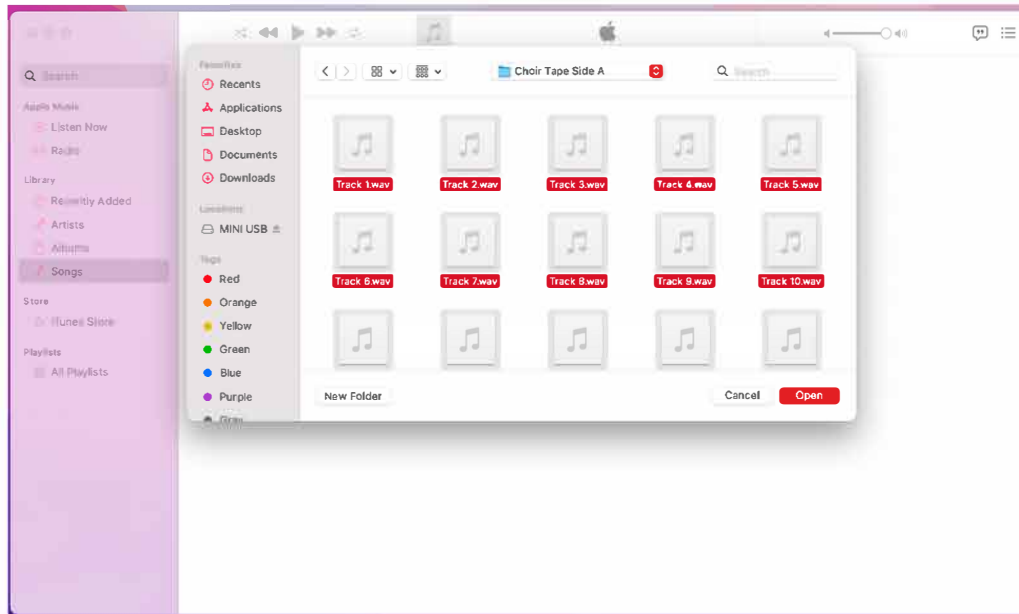 Search
Apple Music
Listen Now
Radio
Library
Recently Added
Artists
Albums
Songs
Store
iTunes Store
Playlists
All Playlists
Favorites
Recents
Applications
Desktop
Documents
Downloads
Locations
MINI USB
Tags
Red
Orange
Yellow
Green
Blue
Purple
Gray
Choir Tape Side A
Search
Track 1.wav Track 2.wav Track 3.wav Track 4.wav Track 5.wav
Track 6.wav Track 7.wav Track 8.wav Track 9.wav Track 10.wav
New Folder
Cancel Open